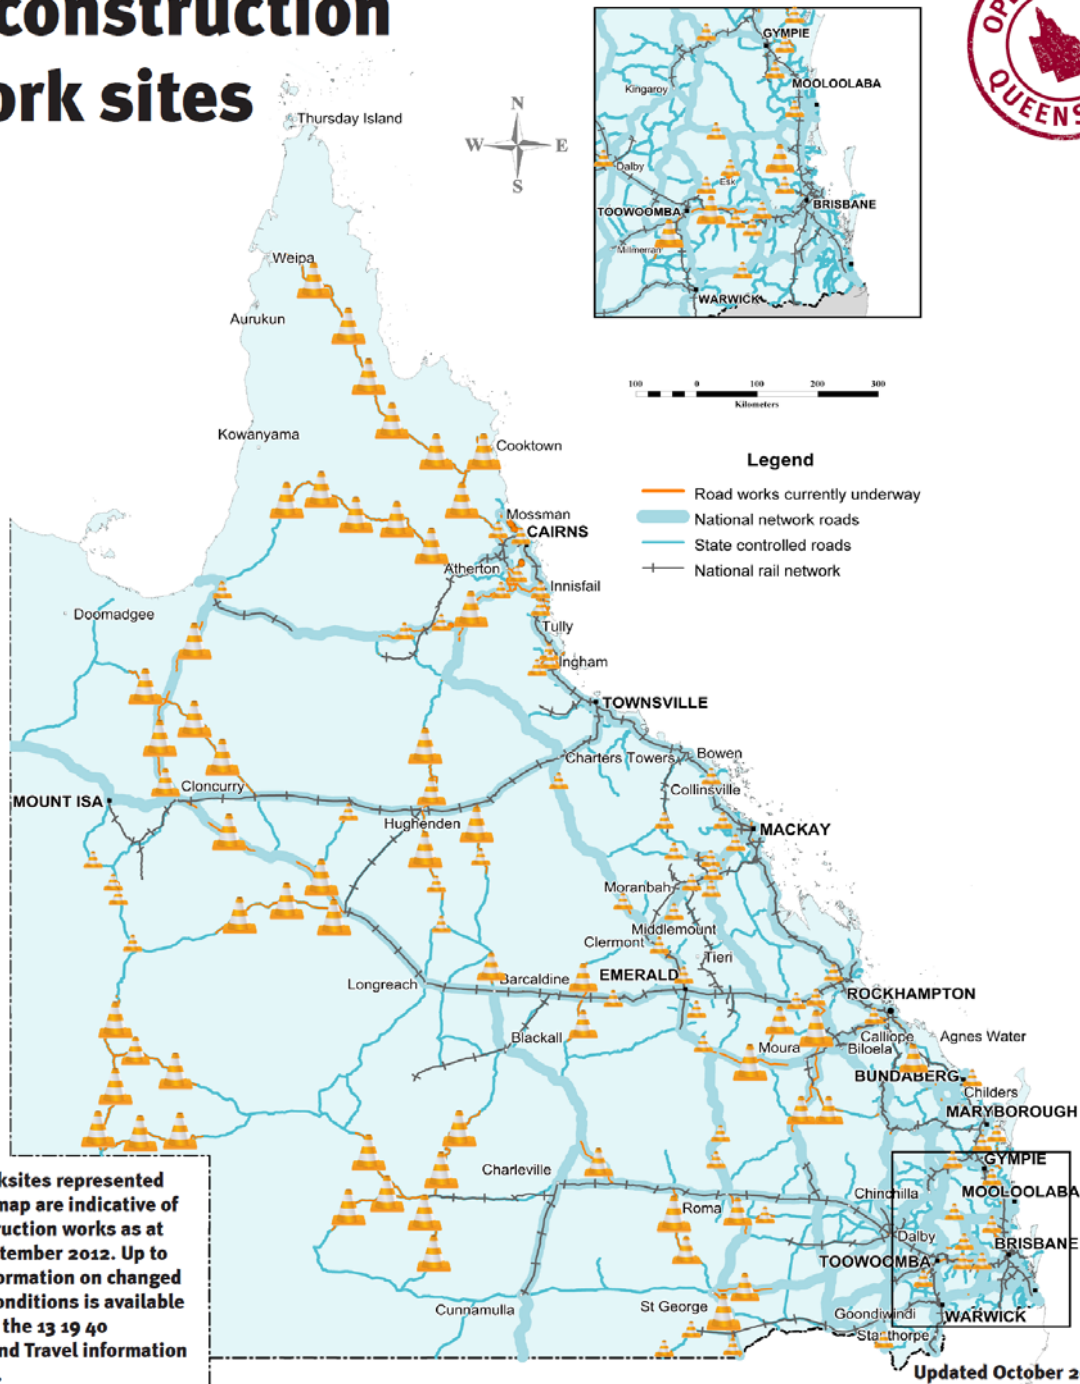 construction
ork sites
Thursday Island
N
W
E
S
Weipa
Aurukun
Kowanyama
Cooktown
Mossman
CAIRNS
Atherton
Innisfail
Doomadgee
Tully
Ingham
TOWNSVILLE
Charters Towers
Bowen
Collinsville
Cloncurry
MOUNT ISA
Hughenden
MACKAY
Moranbah
Middlemount
Clermont
Tieri
EMERALD
Barcaldine
Longreach
ROCKHAMPTON
Blackall
Calliope
Agnes Water
Moura
Biloela
BUNDABERG
Childers
MARYBOROUGH
Charleville
GYMPIE
Chinchilla
MOOLOOLABA
Roma
Dalby
BRISBANE
TOOWOOMBA
Cunnamulla
St George
Goondiwindi
WARWICK
Stanthorpe
GYMPIE
Kingaroy
MOOLOOLABA
Dalby
Esk
TOOWOOMBA
BRISBANE
Millmerran
WARWICK
OP
QUEENS
100 0 100 200 300
Kilometers
Legend
Road works currently underway
National network roads
State controlled roads
National rail network
ksites represented
map are indicative of
ruction works as at
tember 2012. Up to
ormation on changed
onditions is available
the 13 19 40
nd Travel information
Updated October 2